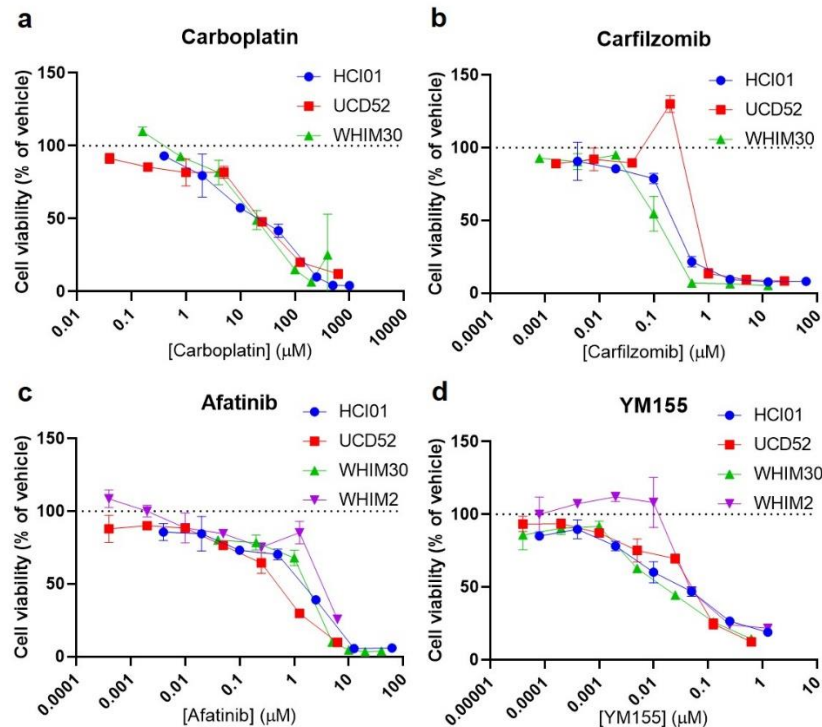 a
Carboplatin
Cell viability (% of vehicle)
150
100
50
0
HCI01
UCD52
WHIM30
0.01
0.1
1
10
100
1000
10000
[Carboplatin] (µM)
b
Carfilzomib
Cell viability (% of vehicle)
150
100
50
0
HCI01
UCD52
WHIM30
0.0001
0.001
0.01
0.1
1
10
100
[Carfilzomib] (µM)
c
Afatinib
Cell viability (% of vehicle)
150
100
50
0
HCI01
UCD52
WHIM30
WHIM2
0.0001
0.001
0.01
0.1
1
10
100
[Afatinib] (µM)
d
YM155
Cell viability (% of vehicle)
150
100
50
0
HCI01
UCD52
WHIM30
WHIM2
0.00001
0.0001
0.001
0.01
0.1
1
10
[YM155] (µM)